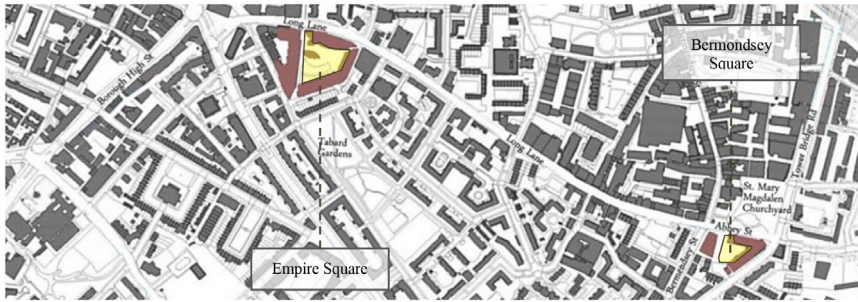 Long Lane
Borough High St
Bermondsey
Square
Tabard
Gardens
Long Lane
Tower Bridge Rd
St. Mary
Magdalen
Churchyard
Abbey St
Bermondsey St
Empire Square